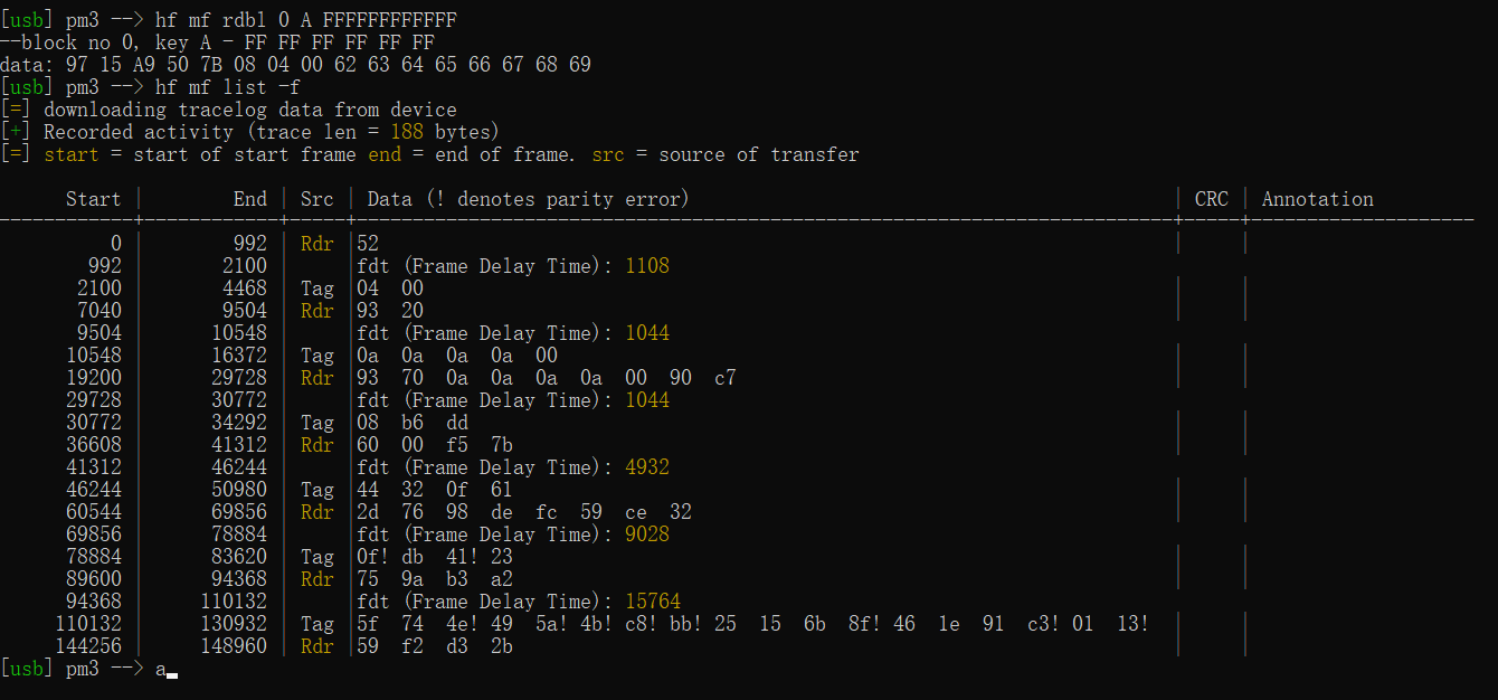 [usb] pm3 --> hf mf rdbl 0 A FFFFFFFFFFFF
--block no 0, key A - FF FF FF FF FF FF
data: 97 15 A9 50 7B 08 04 00 62 63 64 65 66 67 68 69
[usb] pm3 --> hf mf list -f
[=] downloading tracelog data from device
[+] Recorded activity (trace len = 188 bytes)
[=] start = start of start frame end = end of frame. src = source of transfer
Start | End | Src | Data (! denotes parity error) | CRC | Annotation
0 | 992 | Rdr |52 | |
992 | 2100 | |fdt (Frame Delay Time): 1108
2100 | 4468 | Tag |04 00 | |
7040 | 9504 | Rdr |93 20 | |
9504 | 10548 | |fdt (Frame Delay Time): 1044
10548 | 16372 | Tag |0a 0a 0a 0a 00 | |
19200 | 29728 | Rdr |93 70 0a 0a 0a 0a 00 90 c7 | |
29728 | 30772 | |fdt (Frame Delay Time): 1044
30772 | 34292 | Tag |08 b6 dd | |
36608 | 41312 | Rdr |60 00 f5 7b | |
41312 | 46244 | |fdt (Frame Delay Time): 4932
46244 | 50980 | Tag |44 32 0f 61 | |
60544 | 69856 | Rdr |2d 76 98 de fc 59 ce 32 | |
69856 | 78884 | |fdt (Frame Delay Time): 9028
78884 | 83620 | Tag |0f! db 41! 23 | |
89600 | 94368 | Rdr |75 9a b3 a2 | |
94368 | 110132 | |fdt (Frame Delay Time): 15764
110132 | 130932 | Tag |5f 74 4e! 49 5a! 4b! c8! bb! 25 15 6b 8f! 46 1e 91 c3! 01 13! | |
144256 | 148960 | Rdr |59 f2 d3 2b | |
[usb] pm3 --> a